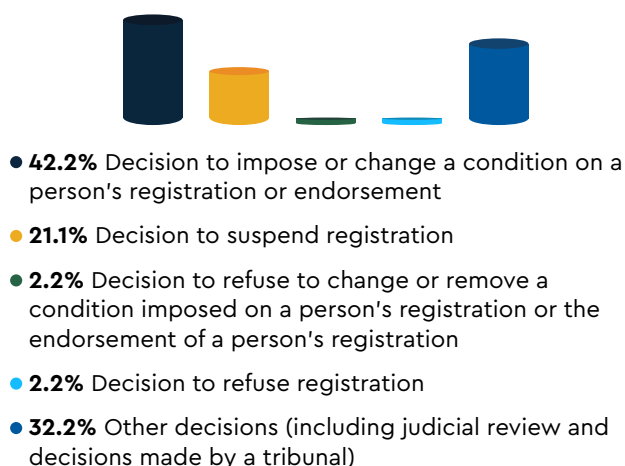 42.2% Decision to impose or change a condition on a
person's registration or endorsement
21.1% Decision to suspend registration
2.2% Decision to refuse to change or remove a
condition imposed on a person's registration or the
endorsement of a person's registration
2.2% Decision to refuse registration
32.2% Other decisions (including judicial review and
decisions made by a tribunal)